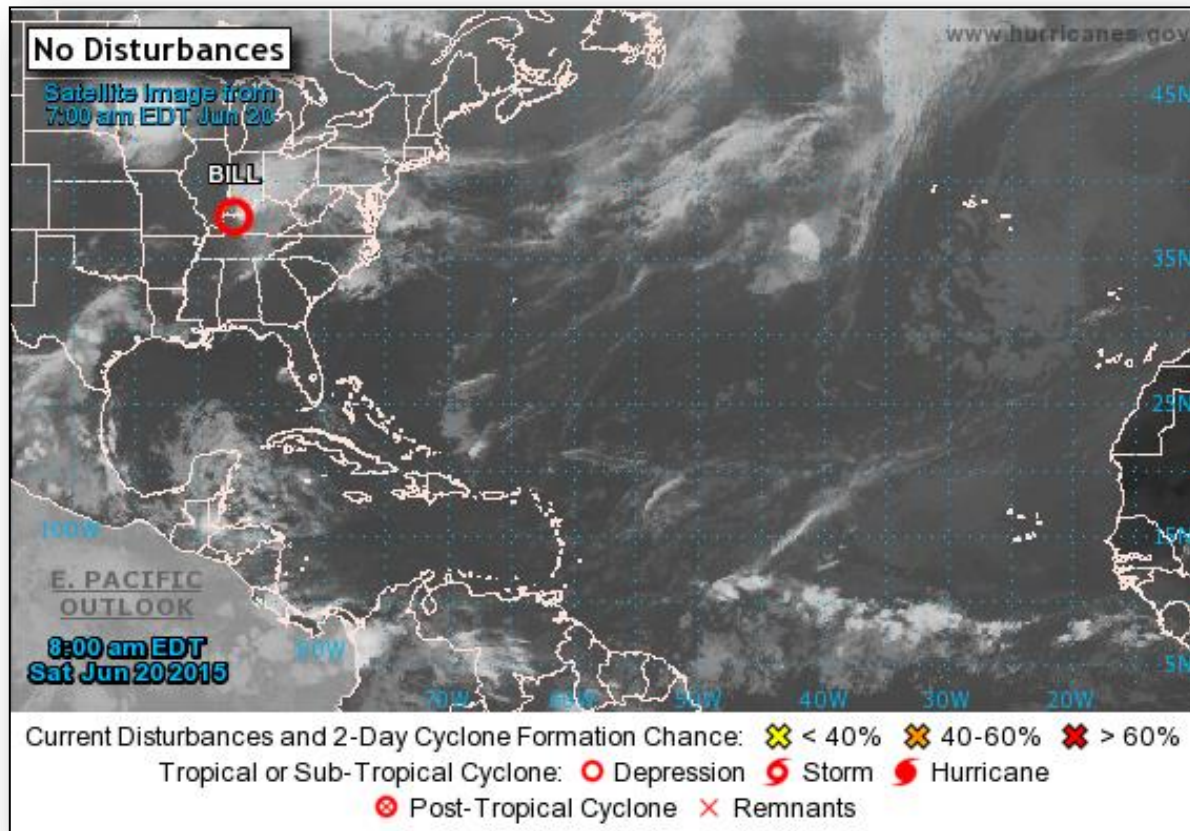 No Disturbances
www.hurricanes.gov
Satellite Image from
7:00 am EDT Jun 20
45N
BILL
35N
25N
100W
15N
E. PACIFIC
OUTLOOK
8:00 am EDT
80W
Sat Jun 20 2015
5N
70W 60W 50W 40W 30W 20W
Current Disturbances and 2-Day Cyclone Formation Chance: < 40% 40-60% > 60%
Tropical or Sub-Tropical Cyclone: Depression Storm Hurricane
Post-Tropical Cyclone Remnants